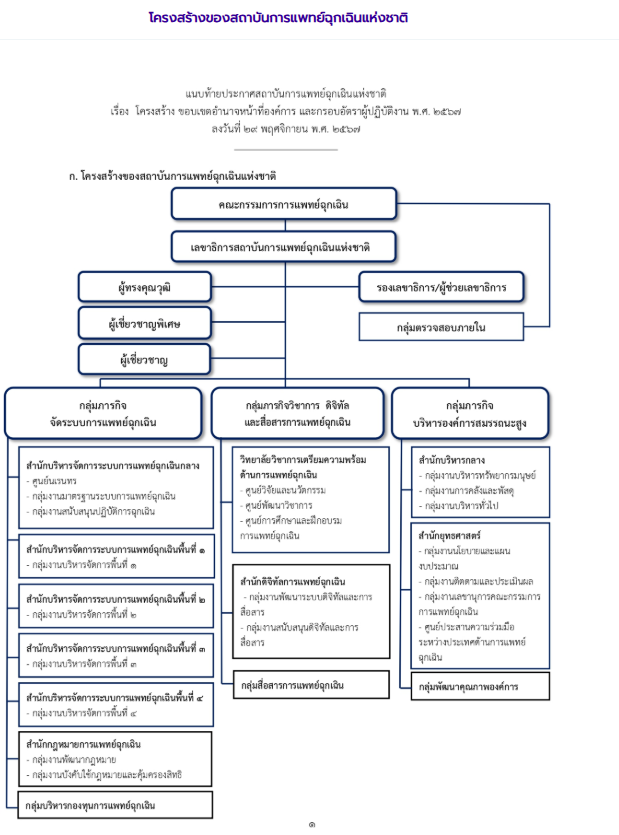 โครงสร้างของสถาบันการแพทย์ฉุกเฉินแห่งชาติ
แนบท้ายประกาศสถาบันการแพทย์ฉุกเฉินแห่งชาติ
เรื่อง โครงสร้าง ขอบเขตอำนาจหน้าที่องค์การ และกรอบอัตราผู้ปฏิบัติงาน พ.ศ. ๒๕๖๗
ลงวันที่ ๒๙ พฤศจิกายน พ.ศ. ๒๕๖๗
ก. โครงสร้างของสถาบันการแพทย์ฉุกเฉินแห่งชาติ
คณะกรรมการการแพทย์ฉุกเฉิน
เลขาธิการสถาบันการแพทย์ฉุกเฉินแห่งชาติ
ผู้ทรงคุณวุฒิ
รองเลขาธิการ/ผู้ช่วยเลขาธิการ
ผู้เชี่ยวชาญพิเศษ
กลุ่มตรวจสอบภายใน
ผู้เชี่ยวชาญ
กลุ่มภารกิจ
จัดระบบการแพทย์ฉุกเฉิน
สำนักบริหารจัดการระบบการแพทย์ฉุกเฉินกลาง
- ศูนย์นเรนทร
- กลุ่มงานมาตรฐานระบบการแพทย์ฉุกเฉิน
- กลุ่มงานสนับสนุนปฏิบัติการฉุกเฉิน
สำนักบริหารจัดการระบบการแพทย์ฉุกเฉินพื้นที่ ๑
- กลุ่มงานบริหารจัดการพื้นที่ ๑
สำนักบริหารจัดการระบบการแพทย์ฉุกเฉินพื้นที่ ๒
- กลุ่มงานบริหารจัดการพื้นที่ ๒
สำนักบริหารจัดการระบบการแพทย์ฉุกเฉินพื้นที่ ๓
- กลุ่มงานบริหารจัดการพื้นที่ ๓
สำนักบริหารจัดการระบบการแพทย์ฉุกเฉินพื้นที่ ๔
- กลุ่มงานบริหารจัดการพื้นที่ ๔
สำนักกฎหมายการแพทย์ฉุกเฉิน
- กลุ่มงานพัฒนากฎหมาย
- กลุ่มงานบังคับใช้กฎหมายและคุ้มครองสิทธิ
กลุ่มบริหารกองทุนการแพทย์ฉุกเฉิน
กลุ่มภารกิจวิชาการ ดิจิทัล
และสื่อสารการแพทย์ฉุกเฉิน
วิทยาลัยวิชาการเตรียมความพร้อม
ด้านการแพทย์ฉุกเฉิน
- ศูนย์วิจัยและนวัตกรรม
- ศูนย์พัฒนาวิชาการ
- ศูนย์การศึกษาและฝึกอบรม
การแพทย์ฉุกเฉิน
สำนักดิจิทัลการแพทย์ฉุกเฉิน
- กลุ่มงานพัฒนาระบบดิจิทัลและการ
สื่อสาร
- กลุ่มงานสนับสนุนดิจิทัลและการ
สื่อสาร
กลุ่มสื่อสารการแพทย์ฉุกเฉิน
กลุ่มภารกิจ
บริหารองค์การสมรรถนะสูง
สำนักบริหารกลาง
- กลุ่มงานบริหารทรัพยากรมนุษย์
- กลุ่มงานการคลังและพัสดุ
- กลุ่มงานบริหารทั่วไป
สำนักยุทธศาสตร์
- กลุ่มงานนโยบายและแผน
งบประมาณ
- กลุ่มงานติดตามและประเมินผล
- กลุ่มงานเลขานุการคณะกรรมการ
การแพทย์ฉุกเฉิน
- ศูนย์ประสานความร่วมมือ
ระหว่างประเทศด้านการแพทย์
ฉุกเฉิน
กลุ่มพัฒนาคุณภาพองค์การ
๑